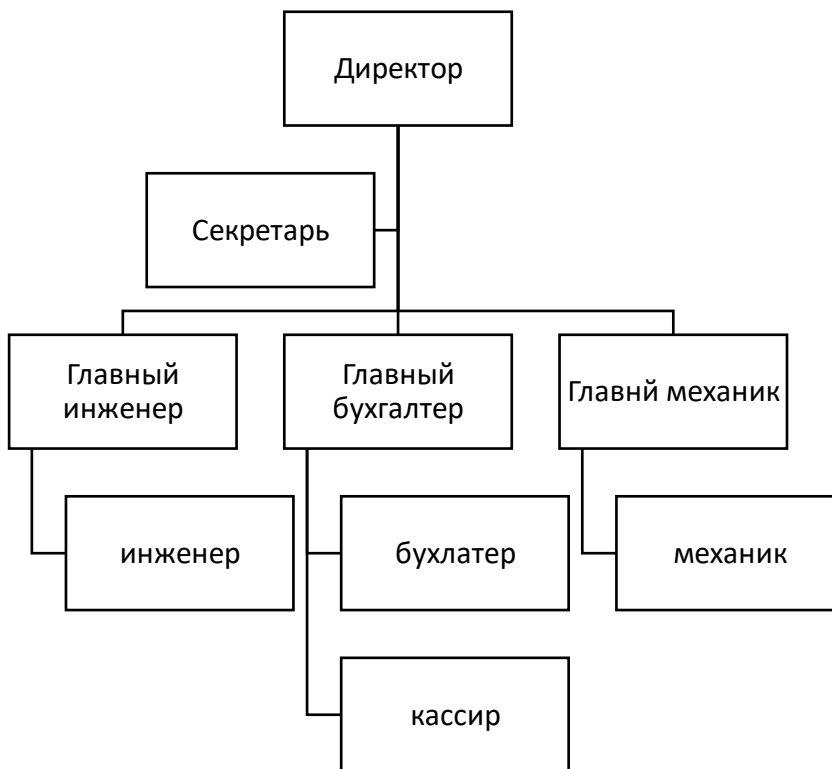 Директор
Секретарь
Главный
инженер
Главный
бухгалтер
Главнй механик
инженер
бухлатер
механик
кассир